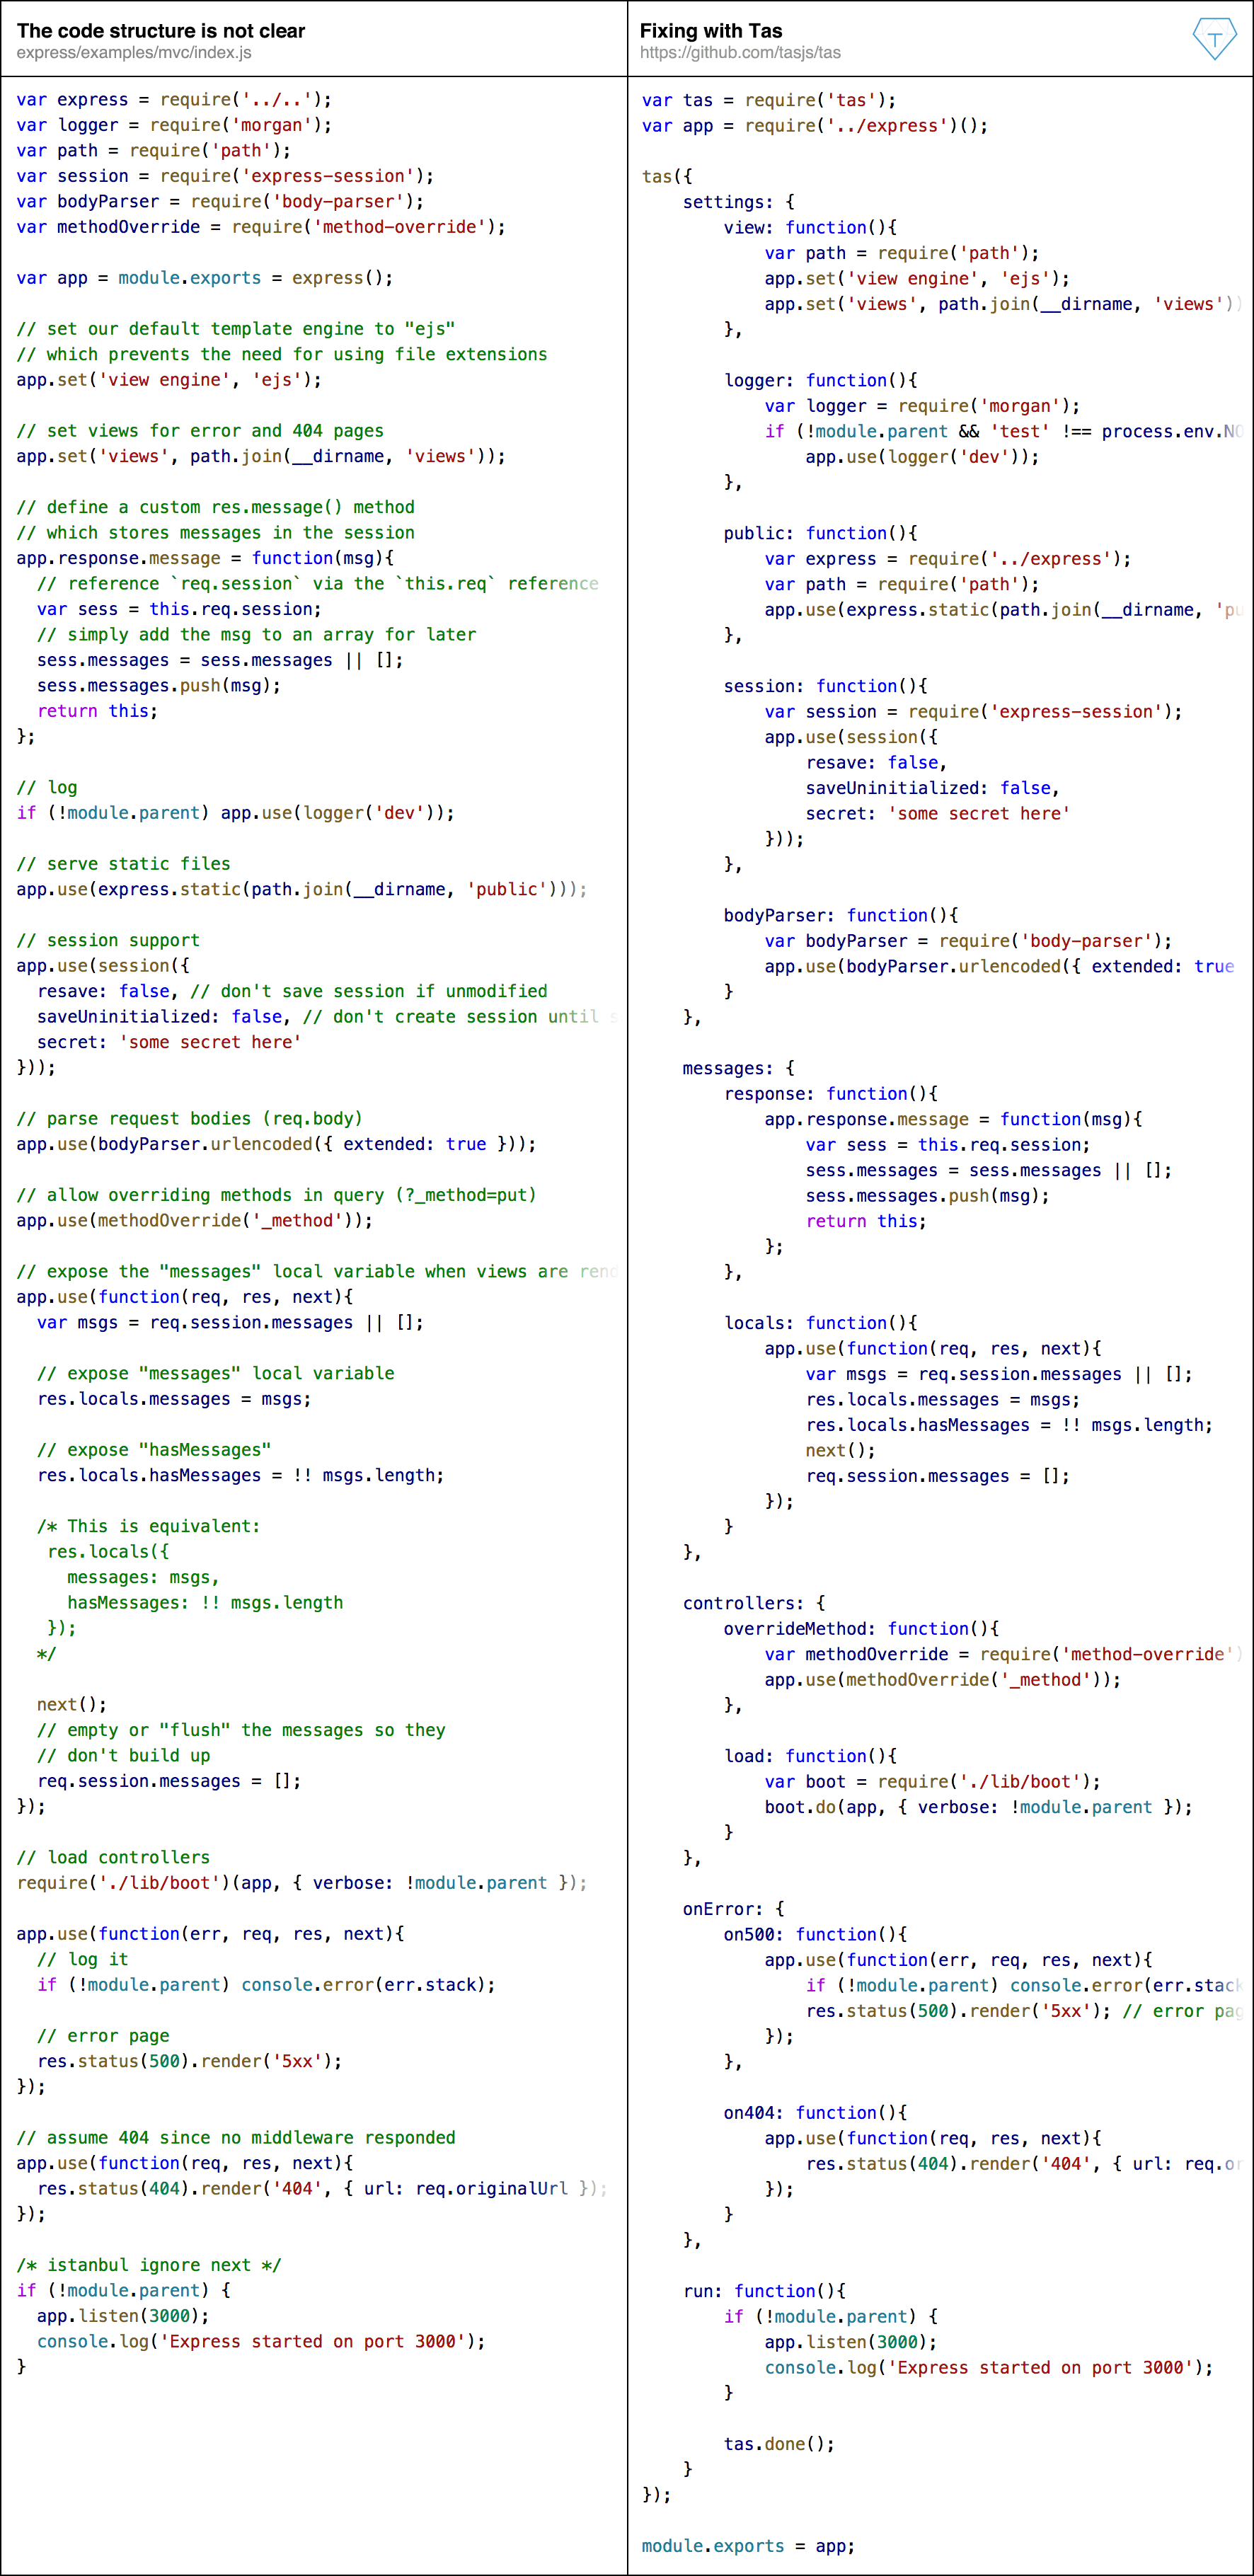 The code structure is not clear
express/examples/mvc/index.js
var express = require('../..');
var logger = require('morgan');
var path = require('path');
var session = require('express-session');
var bodyParser = require('body-parser');
var methodOverride = require('method-override');
var app = module.exports = express();
// set our default template engine to "ejs"
// which prevents the need for using file extensions
app.set('view engine', 'ejs');
// set views for error and 404 pages
app.set('views', path.join(__dirname, 'views'));
// define a custom res.message() method
// which stores messages in the session
app.response.message = function(msg){
  // reference `req.session` via the `this.req` reference
  var sess = this.req.session;
  // simply add the msg to an array for later
  sess.messages = sess.messages || [];
  sess.messages.push(msg);
  return this;
};
// log
if (!module.parent) app.use(logger('dev'));
// serve static files
app.use(express.static(path.join(__dirname, 'public')));
// session support
app.use(session({
  resave: false, // don't save session if unmodified
  saveUninitialized: false, // don't create session until s
  secret: 'some secret here'
}));
// parse request bodies (req.body)
app.use(bodyParser.urlencoded({ extended: true }));
// allow overriding methods in query (?_method=put)
app.use(methodOverride('_method'));
// expose the "messages" local variable when views are rend
app.use(function(req, res, next){
  var msgs = req.session.messages || [];
  // expose "messages" local variable
  res.locals.messages = msgs;
  // expose "hasMessages"
  res.locals.hasMessages = !! msgs.length;
  /* This is equivalent:
   res.locals({
     messages: msgs,
     hasMessages: !! msgs.length
   });
  */
  next();
  // empty or "flush" the messages so they
  // don't build up
  req.session.messages = [];
});
// load controllers
require('./lib/boot')(app, { verbose: !module.parent });
app.use(function(err, req, res, next){
  // log it
  if (!module.parent) console.error(err.stack);
  // error page
  res.status(500).render('5xx');
});
// assume 404 since no middleware responded
app.use(function(req, res, next){
  res.status(404).render('404', { url: req.originalUrl });
});
/* istanbul ignore next */
if (!module.parent) {
  app.listen(3000);
  console.log('Express started on port 3000');
}
Fixing with Tas
https://github.com/tasjs/tas
T
var tas = require('tas');
var app = require('../express')();
tas({
    settings: {
        view: function(){
            var path = require('path');
            app.set('view engine', 'ejs');
            app.set('views', path.join(__dirname, 'views'))
        },
        logger: function(){
            var logger = require('morgan');
            if (!module.parent && 'test' !== process.env.NO
                app.use(logger('dev'));
        },
        public: function(){
            var express = require('../express');
            var path = require('path');
            app.use(express.static(path.join(__dirname, 'pu
        },
        session: function(){
            var session = require('express-session');
            app.use(session({
                resave: false,
                saveUninitialized: false,
                secret: 'some secret here'
            }));
        },
        bodyParser: function(){
            var bodyParser = require('body-parser');
            app.use(bodyParser.urlencoded({ extended: true
        }
    },
    messages: {
        response: function(){
            app.response.message = function(msg){
                var sess = this.req.session;
                sess.messages = sess.messages || [];
                sess.messages.push(msg);
                return this;
            };
        },
        locals: function(){
            app.use(function(req, res, next){
                var msgs = req.session.messages || [];
                res.locals.messages = msgs;
                res.locals.hasMessages = !! msgs.length;
                next();
                req.session.messages = [];
            });
        }
    },
    controllers: {
        overrideMethod: function(){
            var methodOverride = require('method-override')
            app.use(methodOverride('_method'));
        },
        load: function(){
            var boot = require('./lib/boot');
            boot.do(app, { verbose: !module.parent });
        }
    },
    onError: {
        on500: function(){
            app.use(function(err, req, res, next){
                if (!module.parent) console.error(err.stack
                res.status(500).render('5xx'); // error pag
            });
        },
        on404: function(){
            app.use(function(req, res, next){
                res.status(404).render('404', { url: req.or
            });
        }
    },
    run: function(){
        if (!module.parent) {
            app.listen(3000);
            console.log('Express started on port 3000');
        }
        tas.done();
    }
});
module.exports = app;